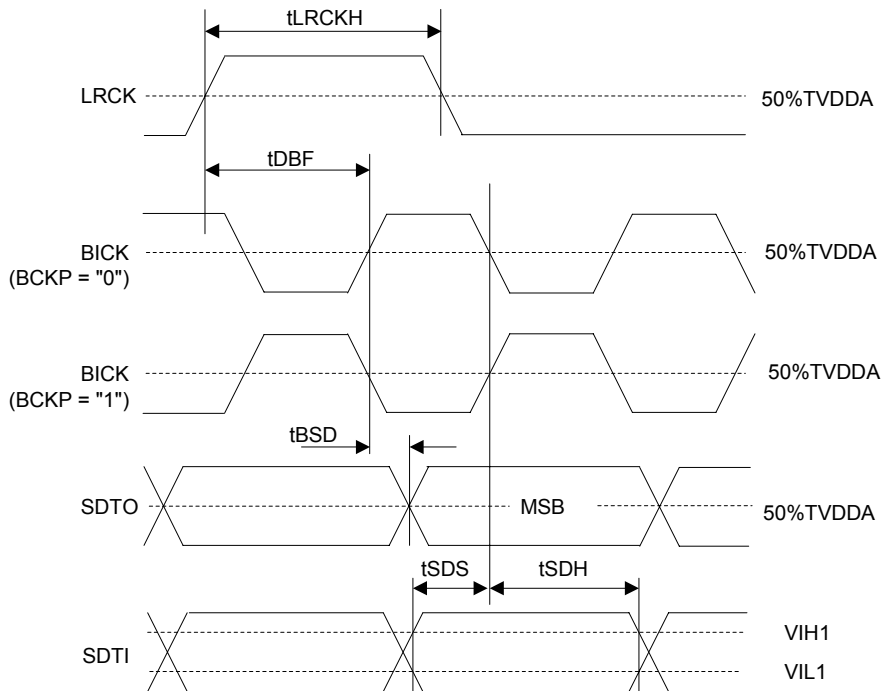 tLRCKH
LRCK
50%TVDDA
tDBF
BICK
(BCKP = "0")
50%TVDDA
BICK
(BCKP = "1")
50%TVDDA
tBSD
SDTO
MSB
50%TVDDA
tSDS
tSDH
SDTI
VIH1
VIL1